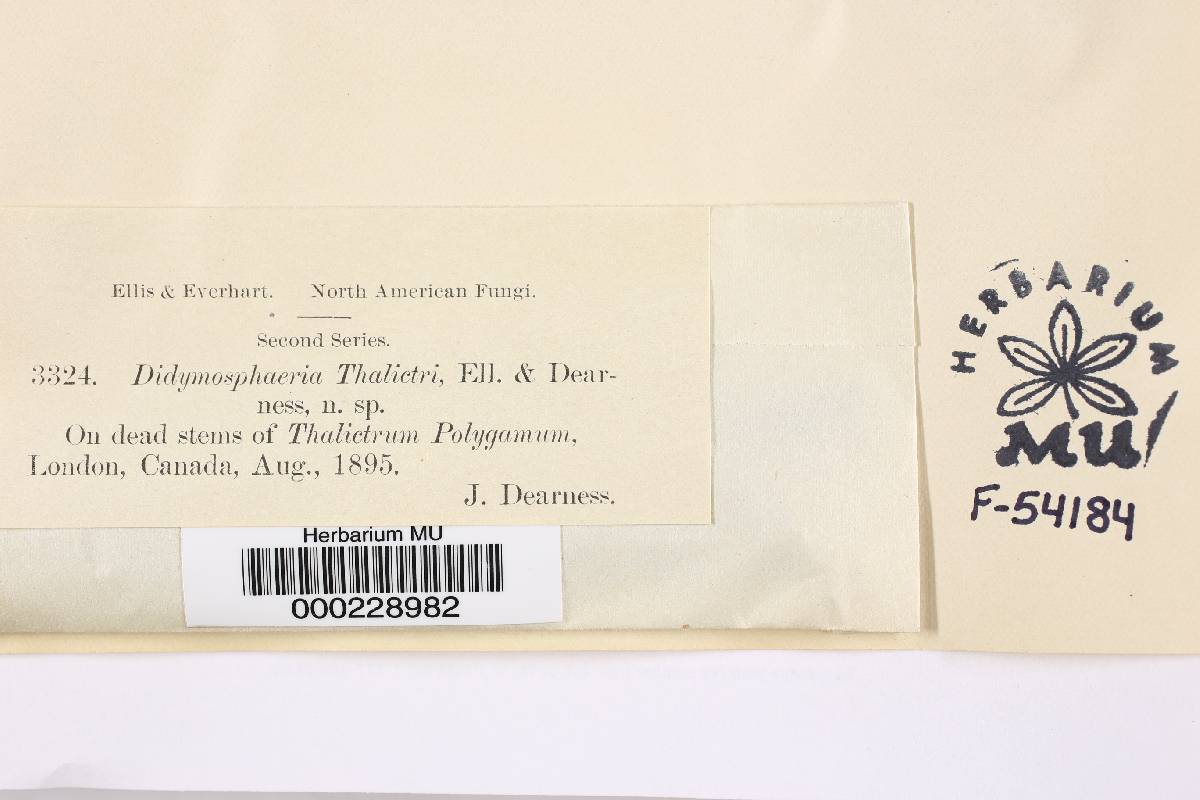 Ellis & Everhart. North American Fungi.
Second Series.
3324. Didymosphaeria Thalictri, Ell. & Dear-
ness, n. sp.
On dead stems of Thalictrum Polygamum,
London, Canada, Aug., 1895.
J. Dearness.
Herbarium MU
000228982
HERBARIUM
MU
F-54184